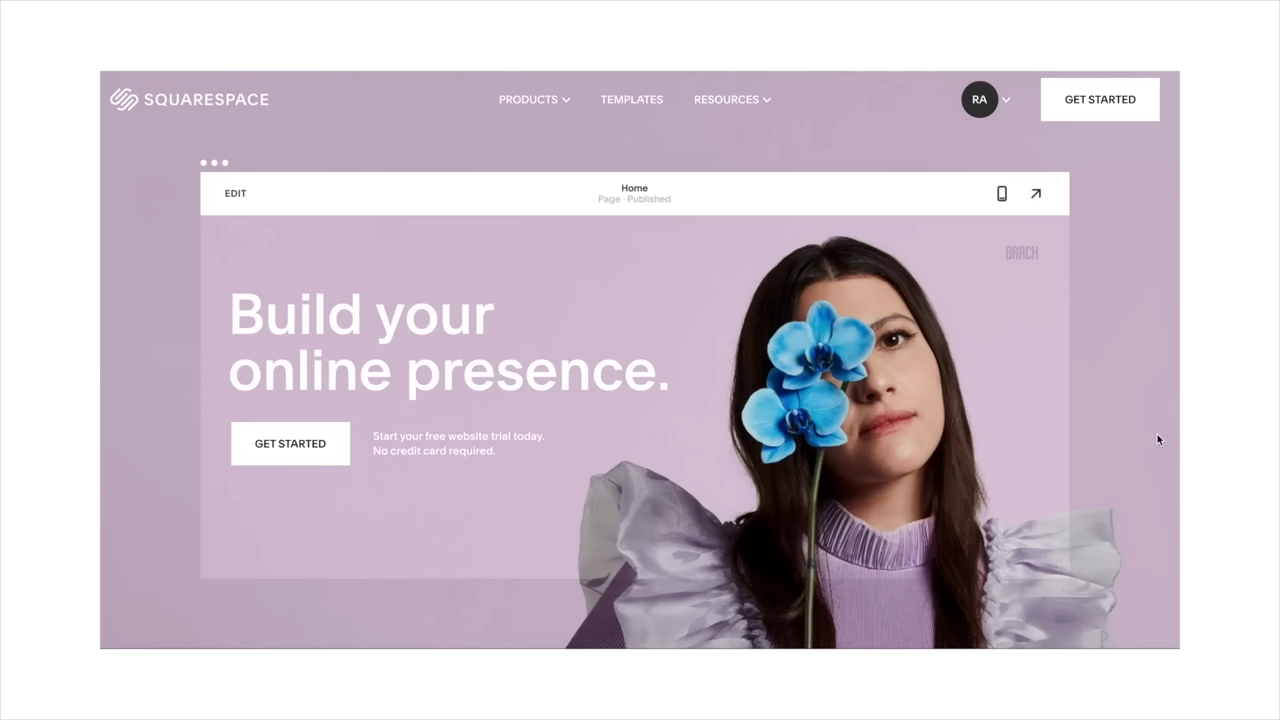 SQUARESPACE
PRODUCTS
TEMPLATES
RESOURCES
RA
GET STARTED
EDIT
Home
Page · Published
BRACH
Build your
online presence.
GET STARTED
Start your free website trial today.
No credit card required.